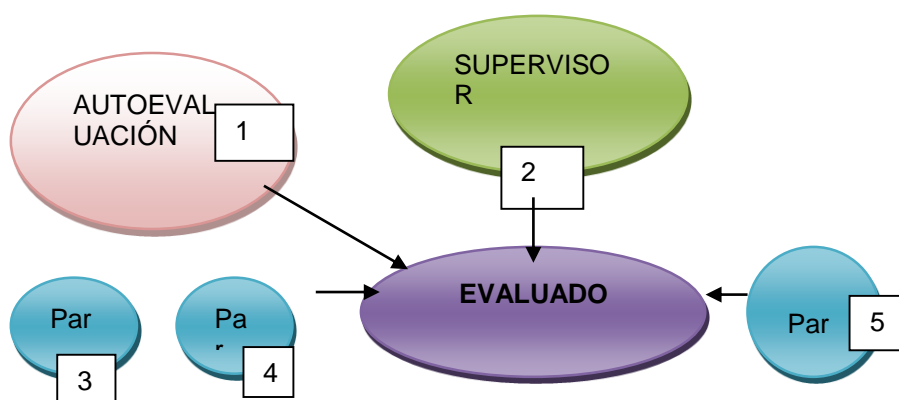 AUTOEVAL
UACIÓN
1
SUPERVISO
R
2
EVALUADO
Par
3
Pa
r
4
Par
5